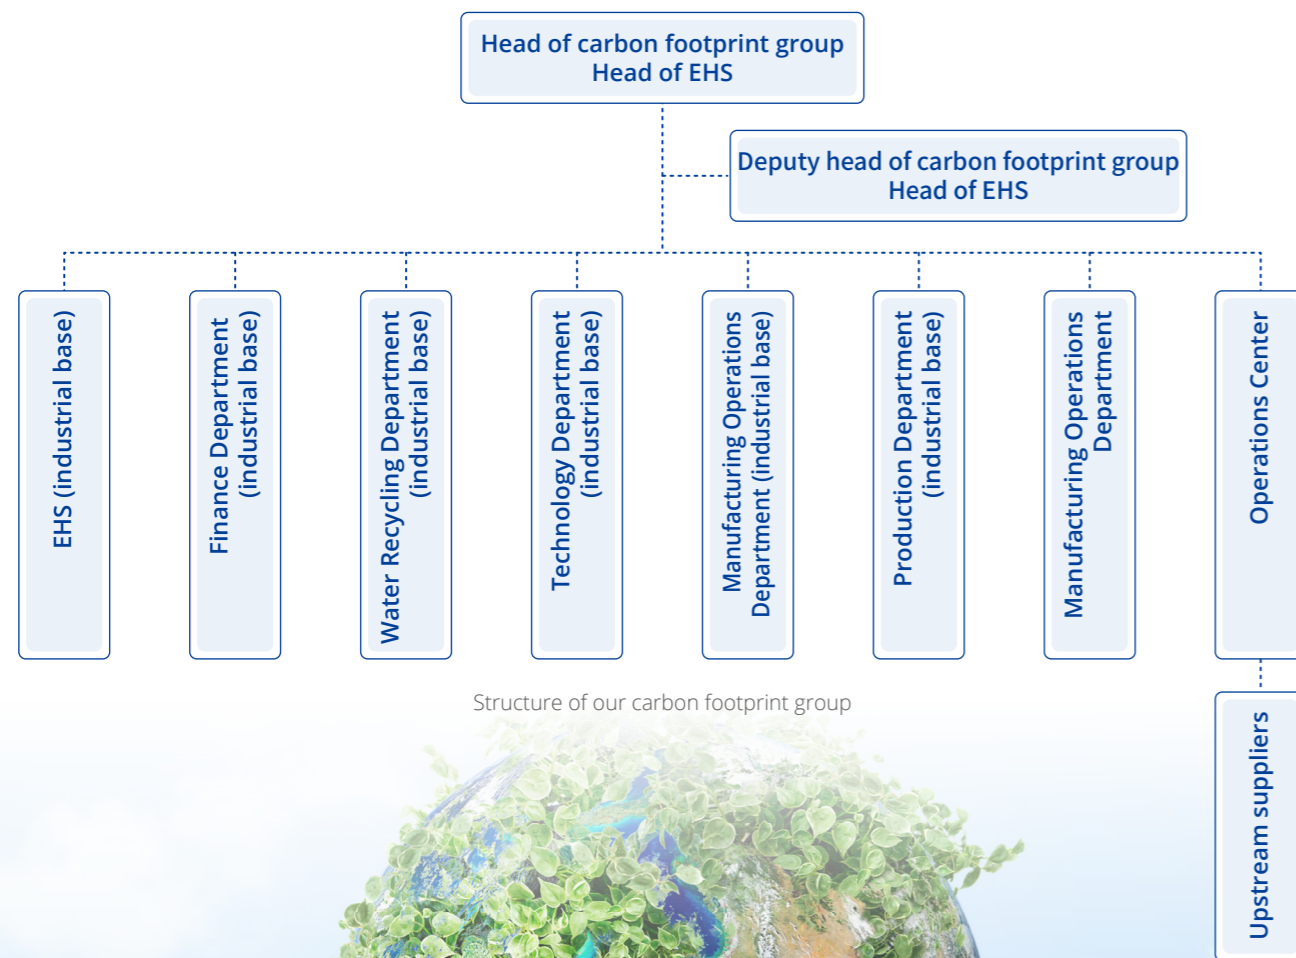 Head of carbon footprint group
Head of EHS
Deputy head of carbon footprint group
Head of EHS
EHS (industrial base)
Finance Department
(industrial base)
Water Recycling Department
(industrial base)
Technology Department
(industrial base)
Manufacturing Operations
Department (industrial base)
Production Department
(industrial base)
Manufacturing Operations
Department
Operations Center
Structure of our carbon footprint group
Upstream suppliers